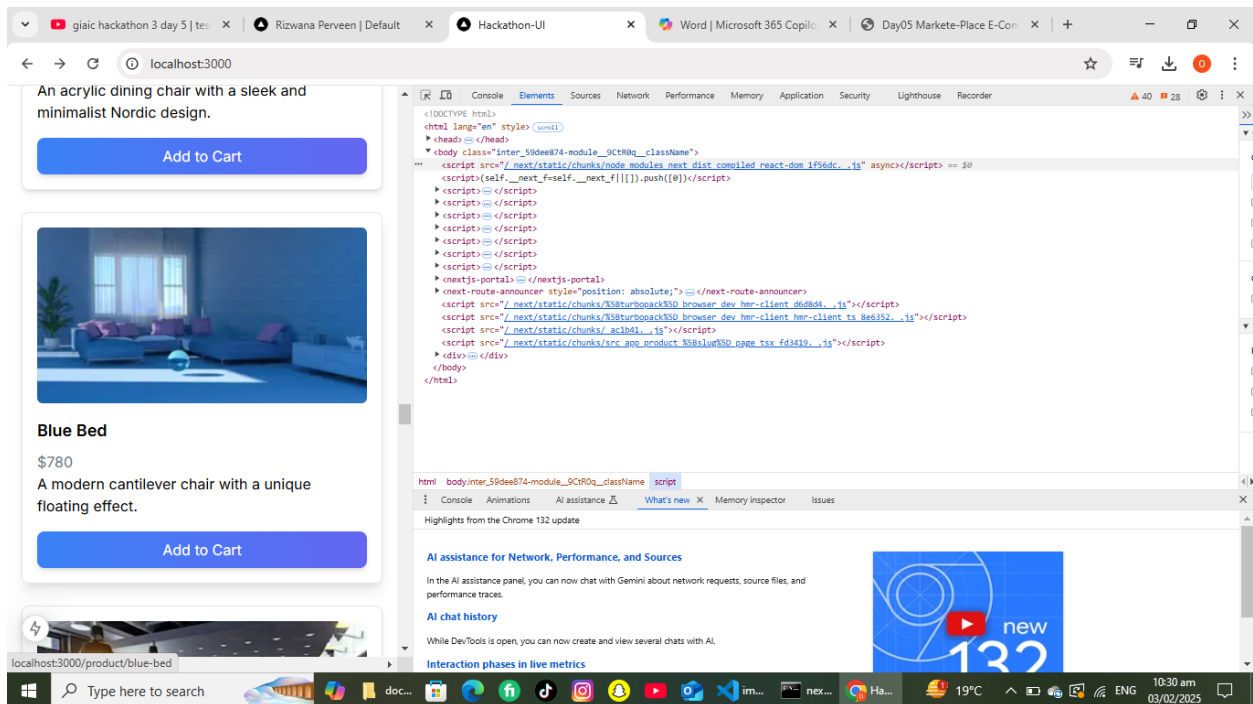 giaic hackathon 3 day 5 | tes
Rizwana Perveen | Default
Hackathon-UI
Word | Microsoft 365 Copilo
Day05 Markete-Place E-Com
localhost:3000
O
An acrylic dining chair with a sleek and
minimalist Nordic design.
Add to Cart
Blue Bed
$780
A modern cantilever chair with a unique
floating effect.
Add to Cart
localhost:3000/product/blue-bed
Console Elements Sources Network Performance Memory Application Security Lighthouse Recorder 40 28
<!DOCTYPE html>
<html lang="en" style> scroll
<head> </head>
<body class="inter_59dee874-module__9CtR0q__className">
<script src="/_next/static/chunks/node_modules_next_dist_compiled_react-dom_1f56dc._.js" async></script> == $0
<script>(self.__next_f=self.__next_f||[]).push([0])</script>
<script> </script>
<script> </script>
<script> </script>
<script> </script>
<script> </script>
<script> </script>
<script> </script>
<nextjs-portal> </nextjs-portal>
<next-route-announcer style="position: absolute;"> </next-route-announcer>
<script src="/_next/static/chunks/%5Bturbopack%5D_browser_dev_hmr-client_d6d8d4._.js"></script>
<script src="/_next/static/chunks/%5Bturbopack%5D_browser_dev_hmr-client_hmr-client_ts_8e6352._.js"></script>
<script src="/_next/static/chunks/_ac1b41._.js"></script>
<script src="/_next/static/chunks/src_app_product_%5Bslug%5D_page_tsx_fd3419._.js"></script>
<div> </div>
</body>
</html>
html body.inter_59dee874-module__9CtR0q__className script
Console Animations AI assistance What's new Memory inspector Issues
Highlights from the Chrome 132 update
AI assistance for Network, Performance, and Sources
In the AI assistance panel, you can now chat with Gemini about network requests, source files, and
performance traces.
AI chat history
While DevTools is open, you can now create and view several chats with AI.
Interaction phases in live metrics
new
132
Type here to search
doc...
im...
nex...
Ha...
19°C
ENG
10:30 am
03/02/2025